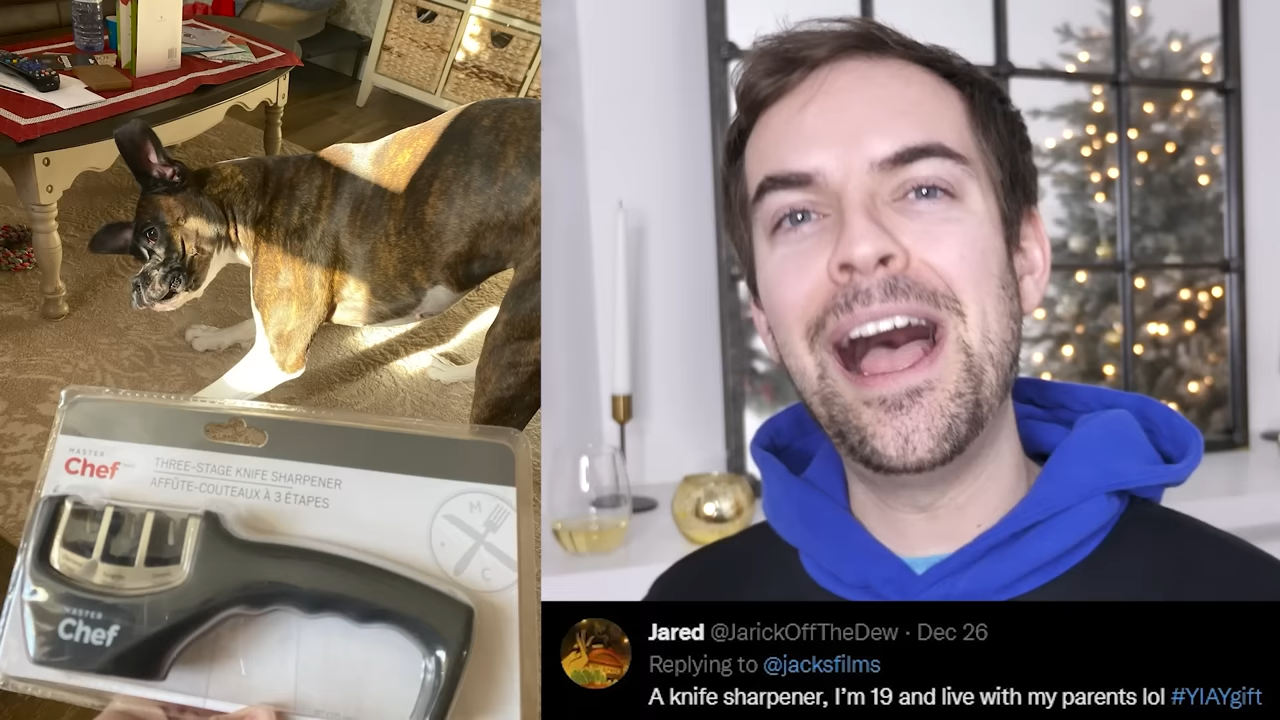 MASTER
Chef
THREE-STAGE KNIFE SHARPENER
AFFÛTE-COUTEAUX À 3 ÉTAPES
M
C
MASTER
Chef
Jared @JarickOffTheDew · Dec 26
Replying to @jacksfilms
A knife sharpener, I'm 19 and live with my parents lol #YIAYgift